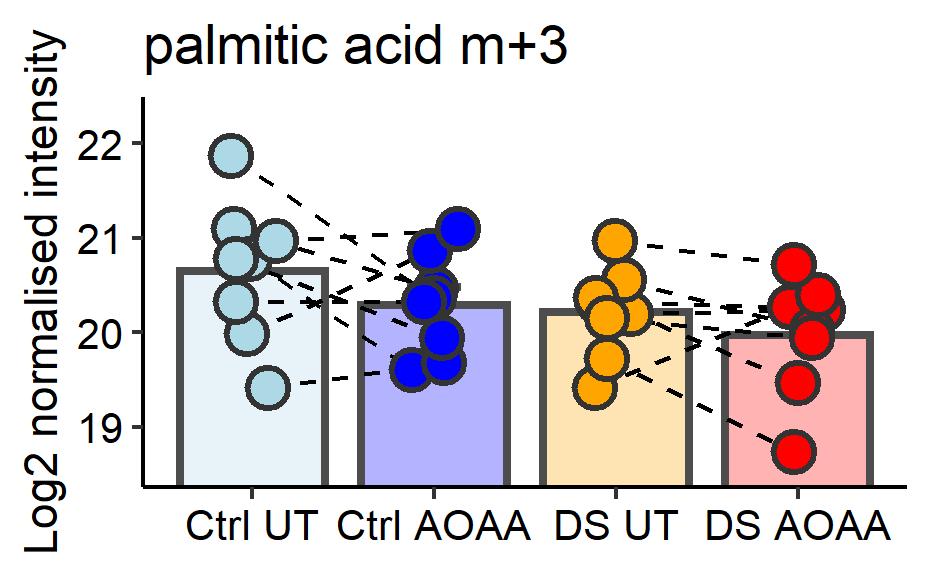 palmitic acid m+3
Log2 normalised intensity
22
21
20
19
Ctrl UT Ctrl AOAA DS UT DS AOAA